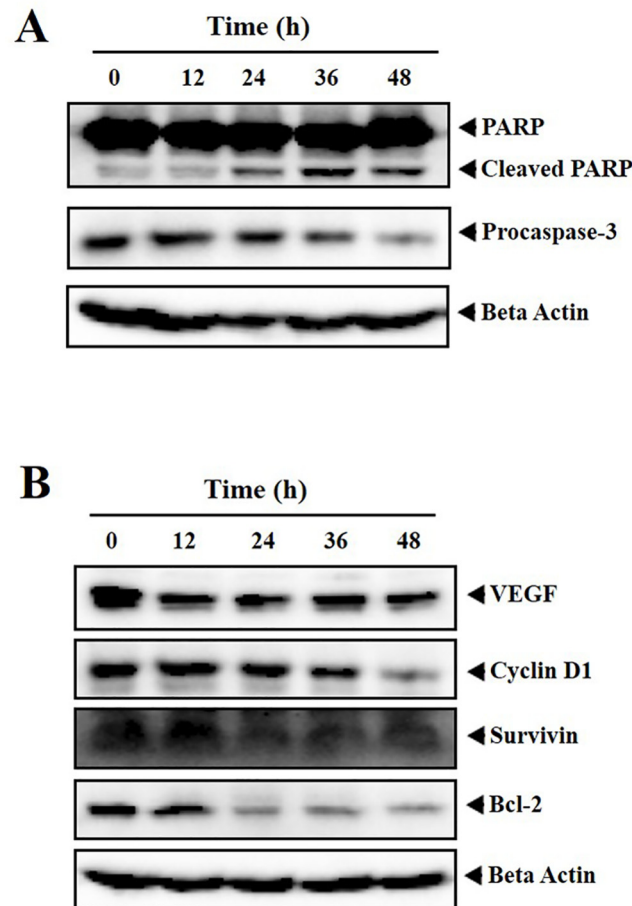 A
Time (h)
0 12 24 36 48
PARP
Cleaved PARP
Procaspase-3
Beta Actin
B
Time (h)
0 12 24 36 48
VEGF
Cyclin D1
Survivin
Bcl-2
Beta Actin